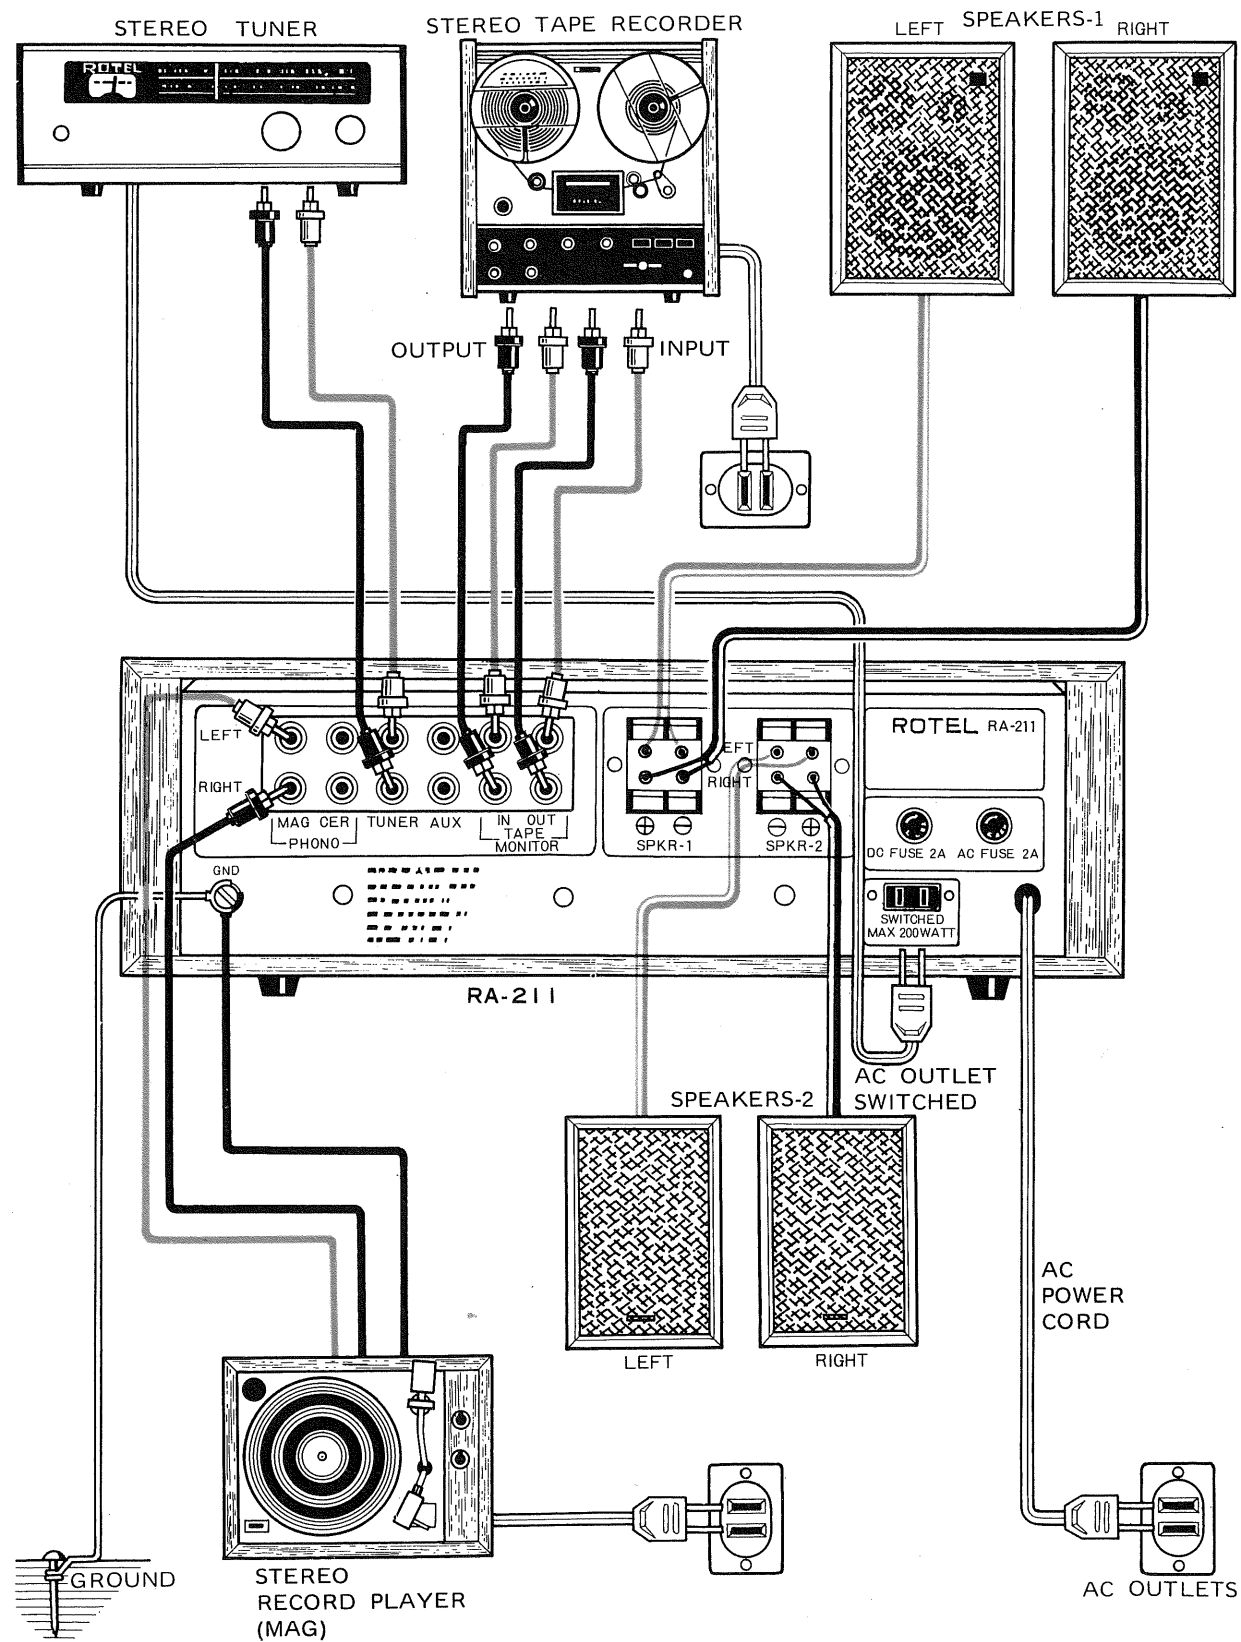 STEREO TUNER
STEREO TAPE RECORDER
SPEAKERS-1
LEFT
RIGHT
ROTEL
OUTPUT
INPUT
LEFT
RIGHT
MAG CER
PHONO
TUNER
AUX
IN OUT
TAPE
MONITOR
LEFT
RIGHT
⊕ ⊖
SPKR-1
⊖ ⊕
SPKR-2
ROTEL RA-211
DC FUSE 2A
AC FUSE 2A
GND
SWITCHED
MAX 200WATT
RA-211
AC OUTLET
SWITCHED
SPEAKERS-2
LEFT
RIGHT
AC
POWER
CORD
GROUND
STEREO
RECORD PLAYER
(MAG)
AC OUTLETS